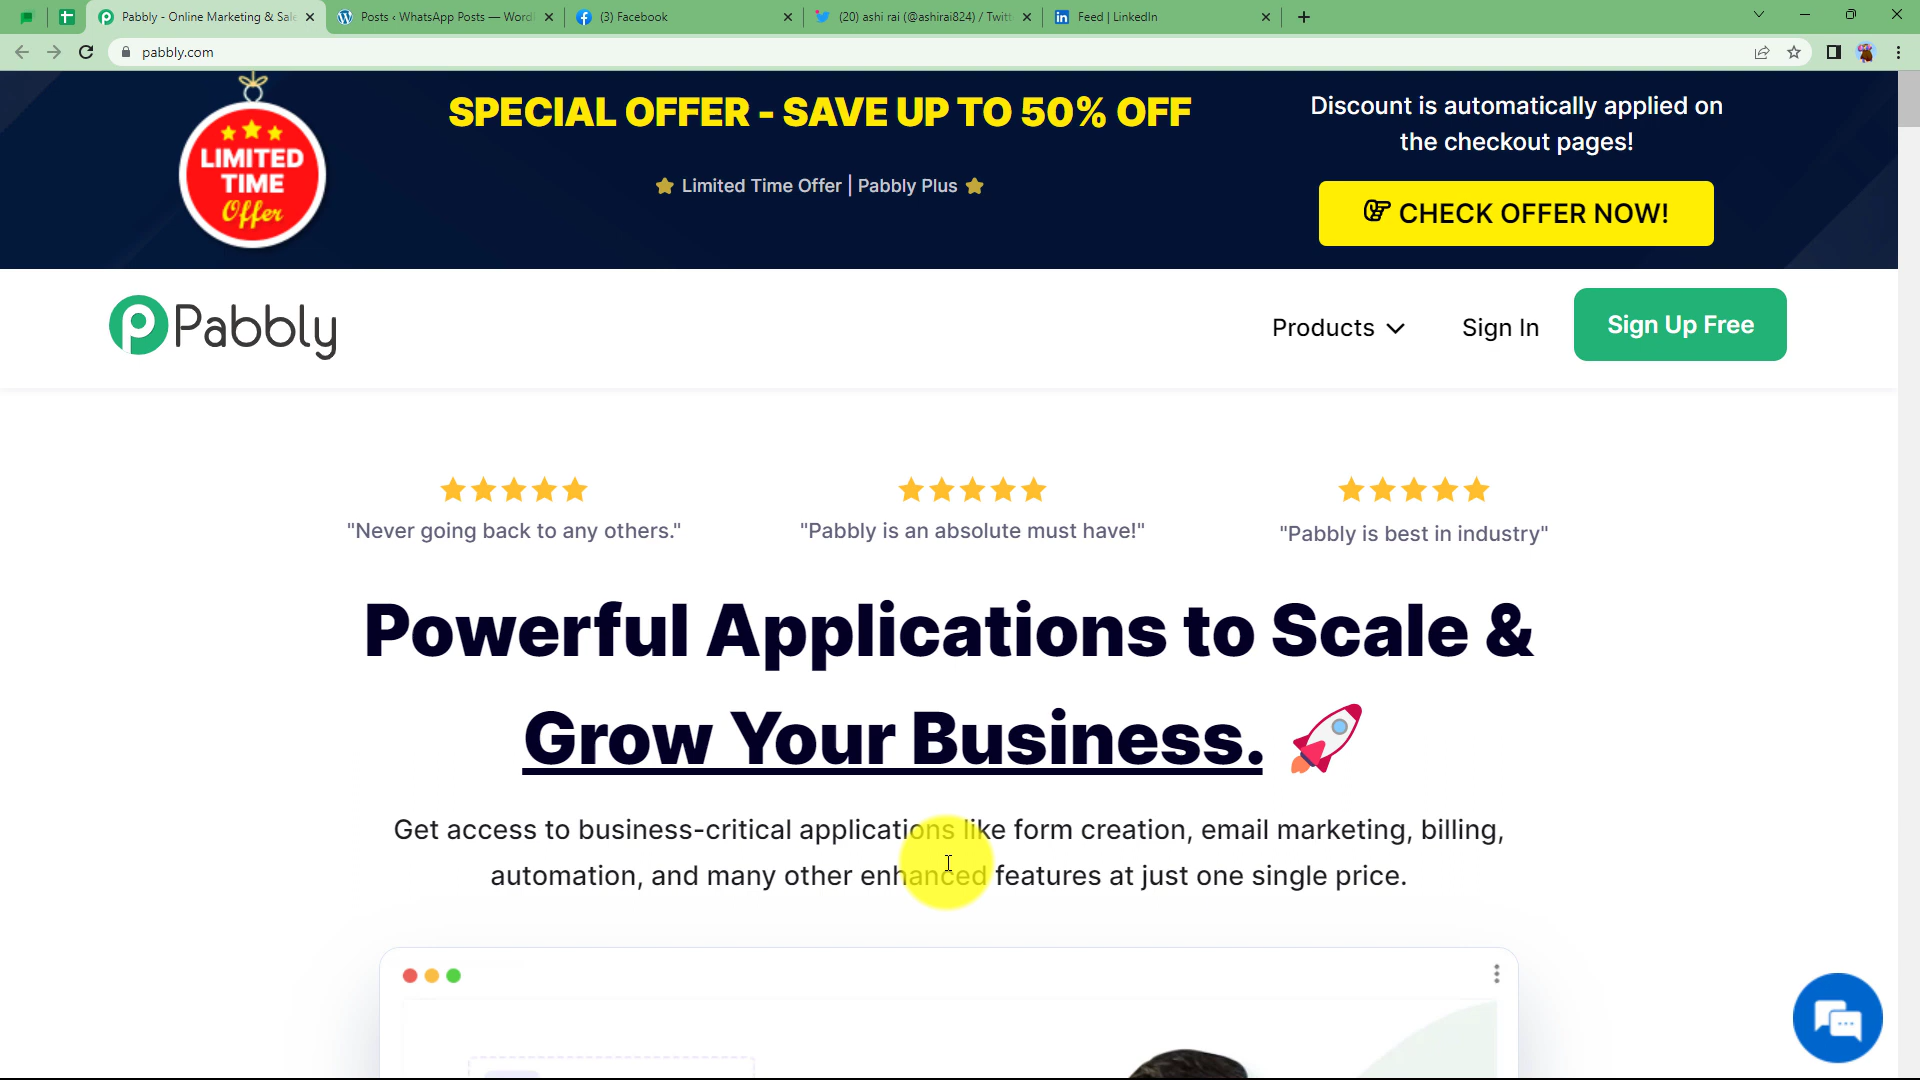 Pabbly - Online Marketing & Sale
Posts ‹ WhatsApp Posts — Word
(3) Facebook
(20) ashi rai (@ashirai824) / Twitt
Feed | LinkedIn
pabbly.com
LIMITED
TIME
Offer
SPECIAL OFFER - SAVE UP TO 50% OFF
Limited Time Offer | Pabbly Plus
Discount is automatically applied on
the checkout pages!
CHECK OFFER NOW!
Pabbly
Products
Sign In
Sign Up Free
"Never going back to any others."
"Pabbly is an absolute must have!"
"Pabbly is best in industry"
Powerful Applications to Scale &
Grow Your Business.
Get access to business-critical applications like form creation, email marketing, billing,
automation, and many other enhanced features at just one single price.